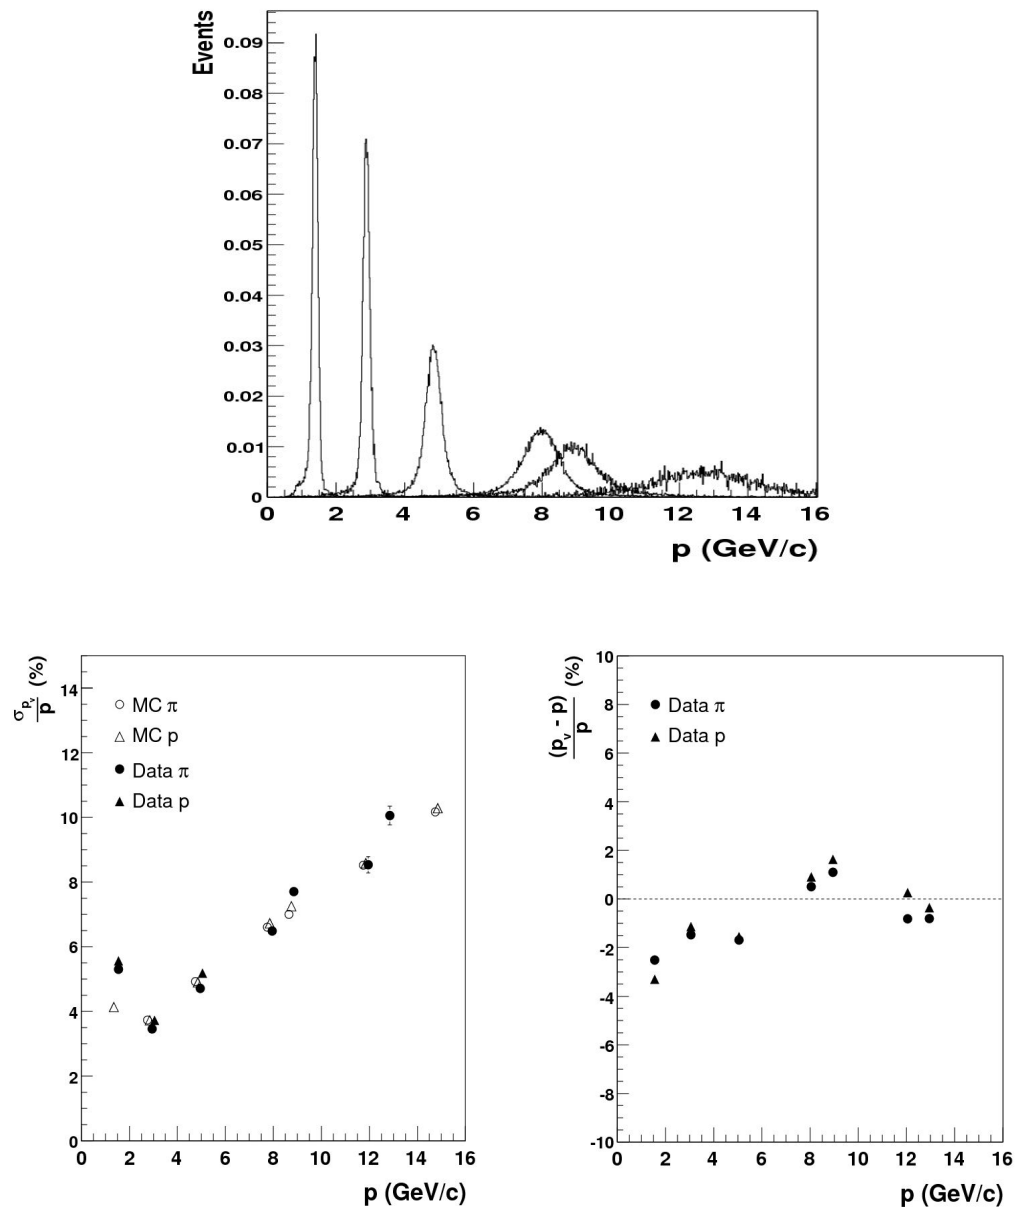 Events
0.09
0.08
0.07
0.06
0.05
0.04
0.03
0.02
0.01
0
0 2 4 6 8 10 12 14 16
p (GeV/c)
σpᵥ/p (%)
14
12
10
8
6
4
2
0
MC π
MC p
Data π
Data p
0 2 4 6 8 10 12 14 16
p (GeV/c)
(pᵥ - p)/p (%)
10
8
6
4
2
0
-2
-4
-6
-8
-10
Data π
Data p
0 2 4 6 8 10 12 14 16
p (GeV/c)